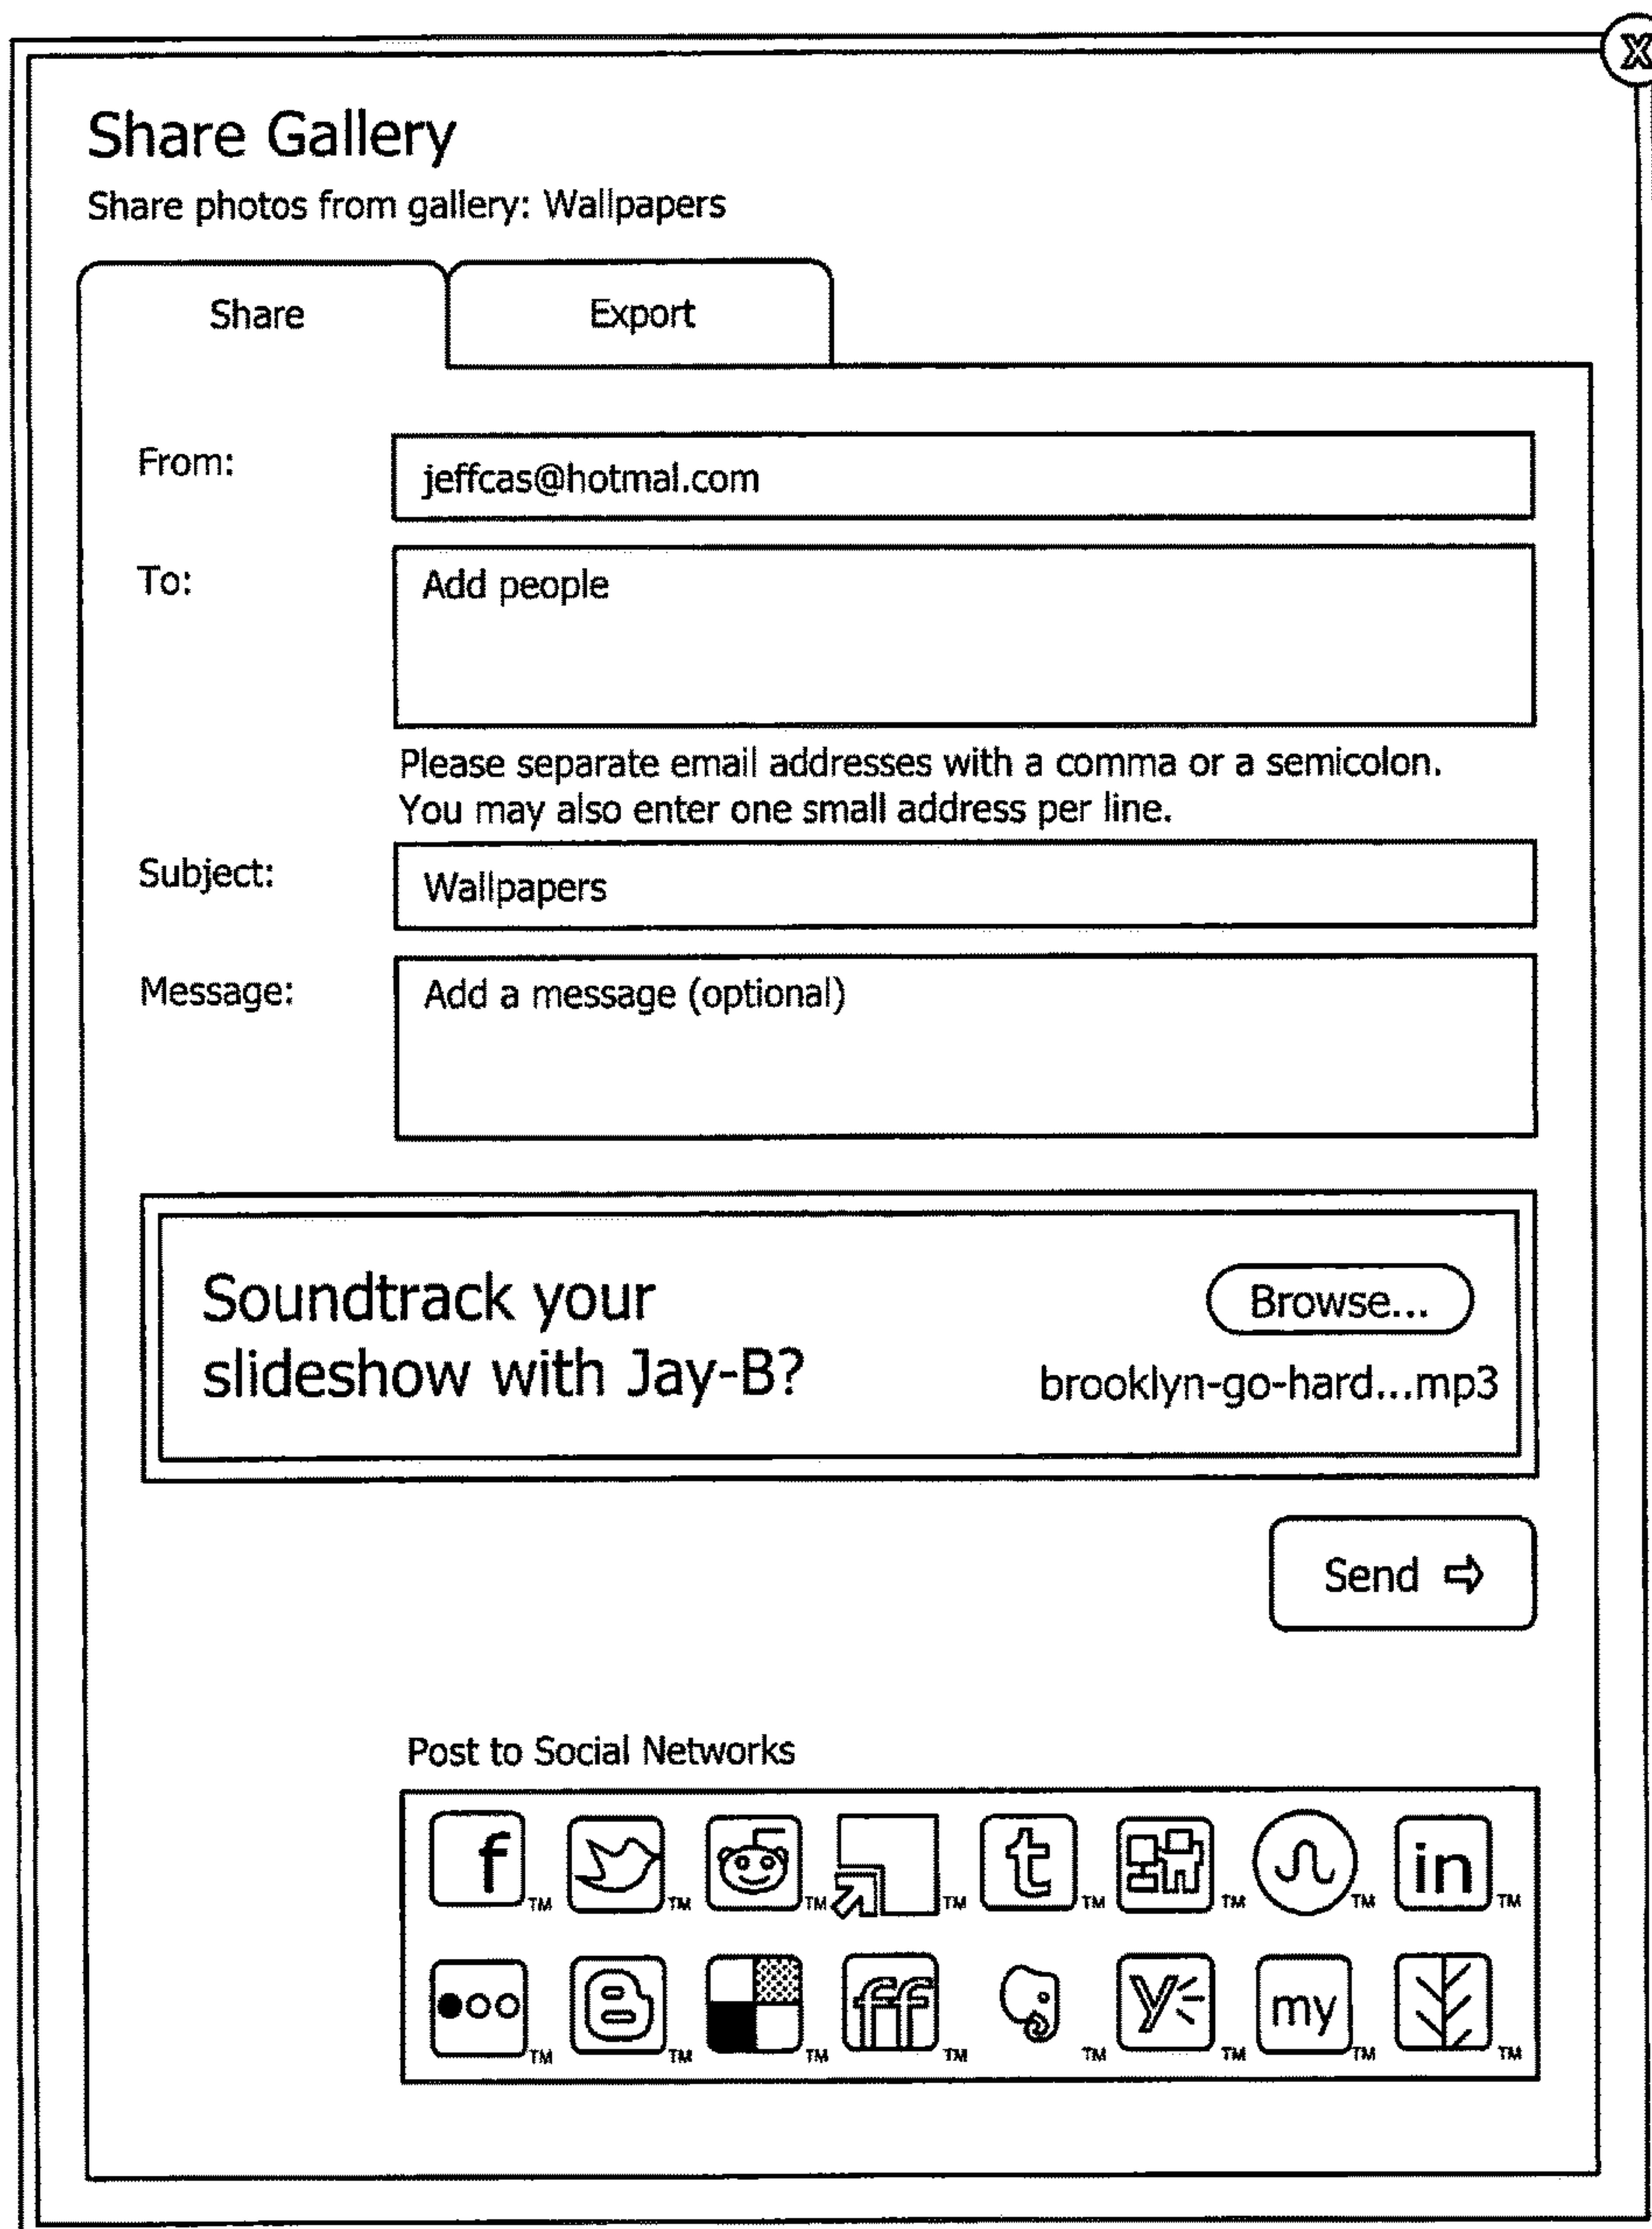 X
Share Gallery
Share photos from gallery: Wallpapers
Share Export
From: jeffcas@hotmal.com
To: Add people
Please separate email addresses with a comma or a semicolon.
You may also enter one small address per line.
Subject: Wallpapers
Message: Add a message (optional)
Soundtrack your
slideshow with Jay-B?
Browse...
brooklyn-go-hard...mp3
Send ⇨
Post to Social Networks
f TM TM TM TM t TM TM TM in TM
TM B TM TM ff TM TM y TM my TM TM